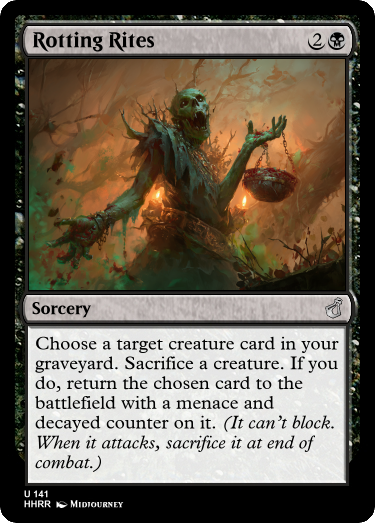 Rotting Rites 2
Sorcery
Choose a target creature card in your
graveyard. Sacrifice a creature. If you
do, return the chosen card to the
battlefield with a menace and
decayed counter on it. (It can't block.
When it attacks, sacrifice it at end of
combat.)
U 141
HHRR Midjourney